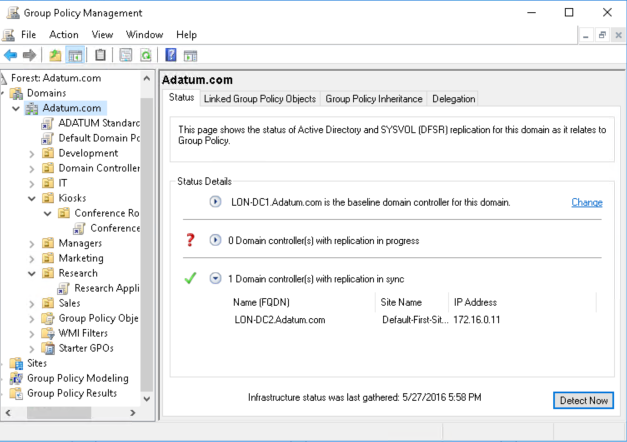 Group Policy Management
File Action View Window Help
Forest: Adatum.com
Domains
Adatum.com
ADATUM Standarc
Default Domain Pc
Development
Domain Controller
IT
Kiosks
Conference Ro
Conference
Managers
Marketing
Research
Research Appli
Sales
Group Policy Obje
WMI Filters
Starter GPOs
Sites
Group Policy Modeling
Group Policy Results
Adatum.com
Status Linked Group Policy Objects Group Policy Inheritance Delegation
This page shows the status of Active Directory and SYSVOL (DFSR) replication for this domain as it relates to
Group Policy.
Status Details
LON-DC1.Adatum.com is the baseline domain controller for this domain. Change
0 Domain controller(s) with replication in progress
1 Domain controller(s) with replication in sync
Name (FQDN) Site Name IP Address
LON-DC2.Adatum.com Default-First-Sit... 172.16.0.11
Infrastructure status was last gathered: 5/27/2016 5:58 PM Detect Now